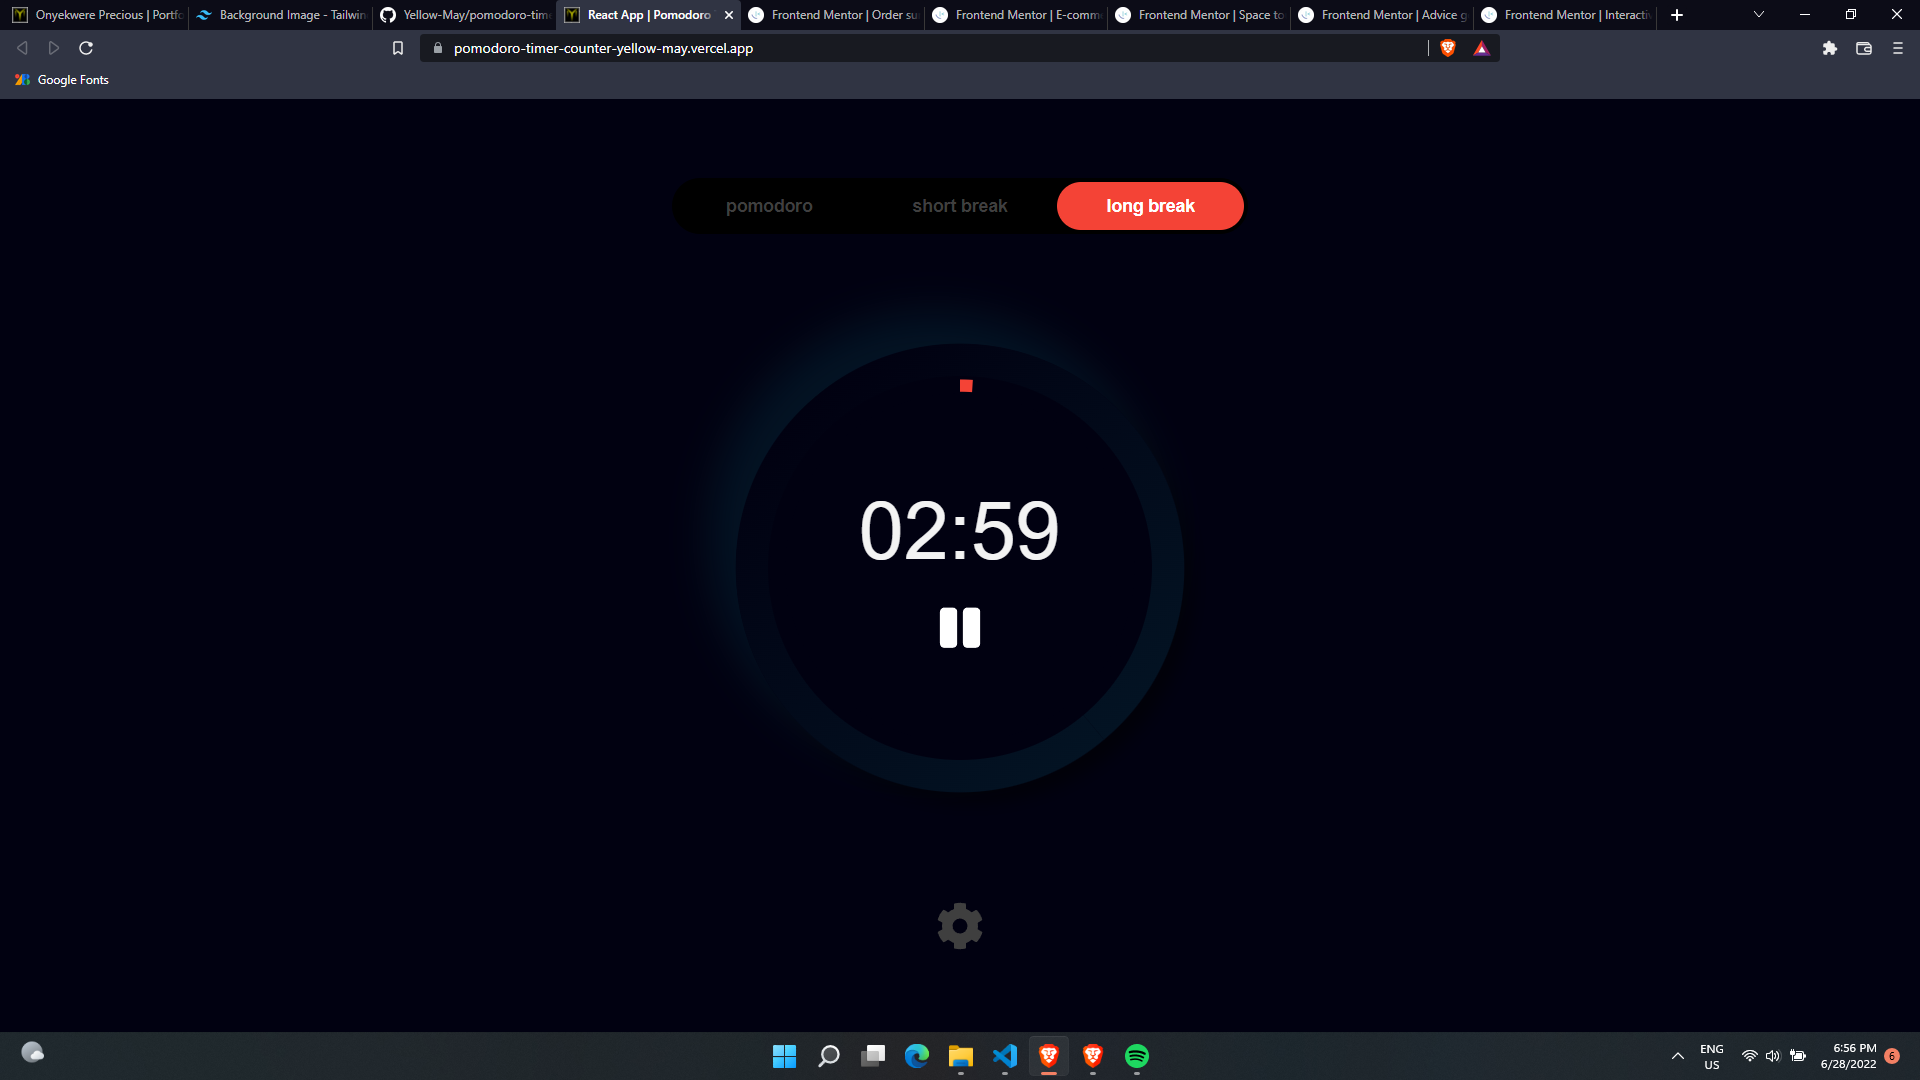 Onyekwere Precious | Portfo
Background Image - Tailwin
Yellow-May/pomodoro-tim
React App | Pomodoro
Frontend Mentor | Order su
Frontend Mentor | E-comm
Frontend Mentor | Space to
Frontend Mentor | Advice g
Frontend Mentor | Interacti
pomodoro-timer-counter-yellow-may.vercel.app
Google Fonts
pomodoro
short break
long break
02:59
ENG
US
6:56 PM
6/28/2022
6